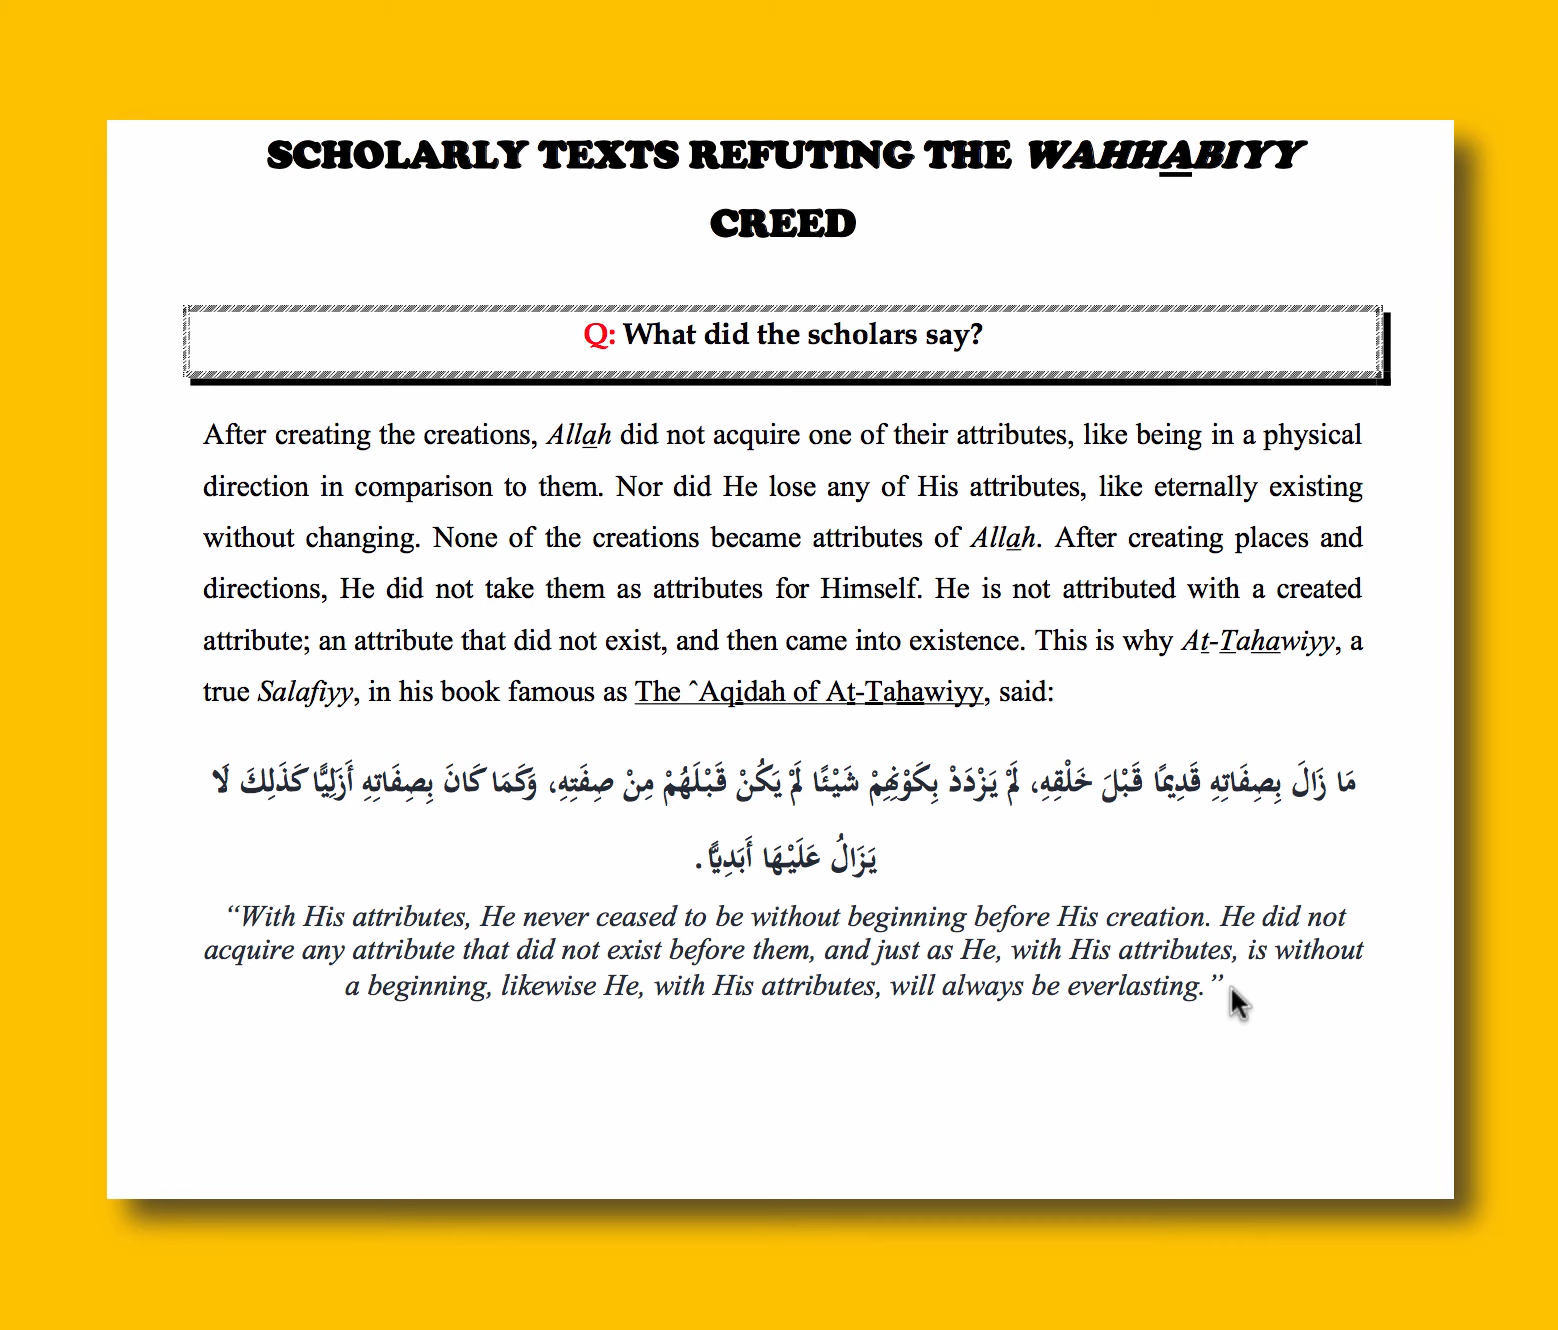 SCHOLARLY TEXTS REFUTING THE WAHHABIYY
CREED
Q: What did the scholars say?
After creating the creations, Allah did not acquire one of their attributes, like being in a physical
direction in comparison to them. Nor did He lose any of His attributes, like eternally existing
without changing. None of the creations became attributes of Allah. After creating places and
directions, He did not take them as attributes for Himself. He is not attributed with a created
attribute; an attribute that did not exist, and then came into existence. This is why At-Tahawiyy, a
true Salafiyy, in his book famous as The ˆAqidah of At-Tahawiyy, said:
مَا زَالَ بِصِفَاتِهِ قَدِيمًا قَبْلَ خَلْقِهِ، لَمْ يَزْدَدْ بِكَوْنِهِمْ شَيْئًا لَمْ يَكُنْ قَبْلَهُمْ مِنْ صِفَتِهِ، وَكَمَا كَانَ بِصِفَاتِهِ أَزَلِيًّا كَذَلِكَ لَا
يَزَالُ عَلَيْهَا أَبَدِيًّا .
“With His attributes, He never ceased to be without beginning before His creation. He did not
acquire any attribute that did not exist before them, and just as He, with His attributes, is without
a beginning, likewise He, with His attributes, will always be everlasting.”